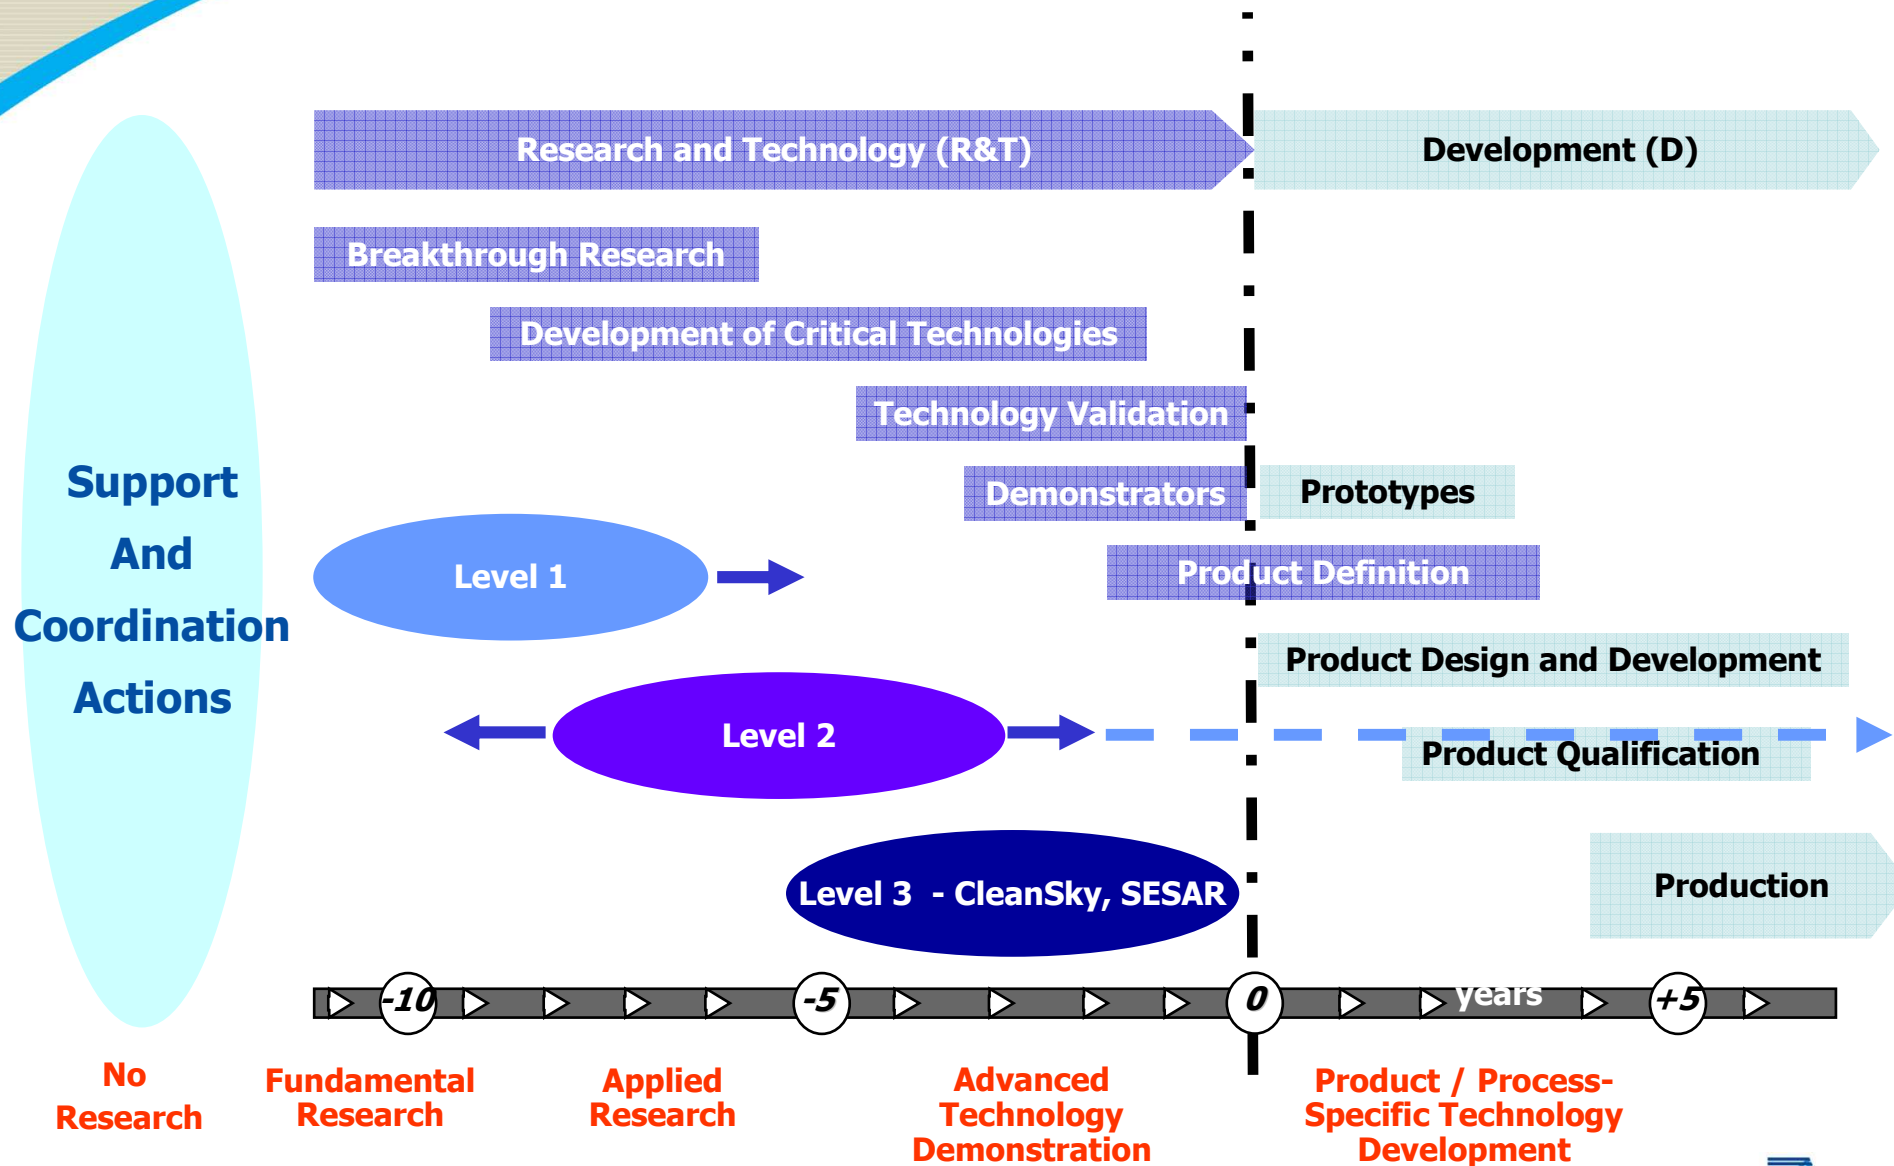 Research and Technology (R&T)
Development (D)
Breakthrough Research
Development of Critical Technologies
Technology Validation
Demonstrators
Prototypes
Product Definition
Support
And
Coordination
Actions
Level 1
Product Design and Development
Level 2
Product Qualification
Level 3 - CleanSky, SESAR
Production
-10
-5
0
years
+5
No
Research
Fundamental
Research
Applied
Research
Advanced
Technology
Demonstration
Product / Process-
Specific Technology
Development